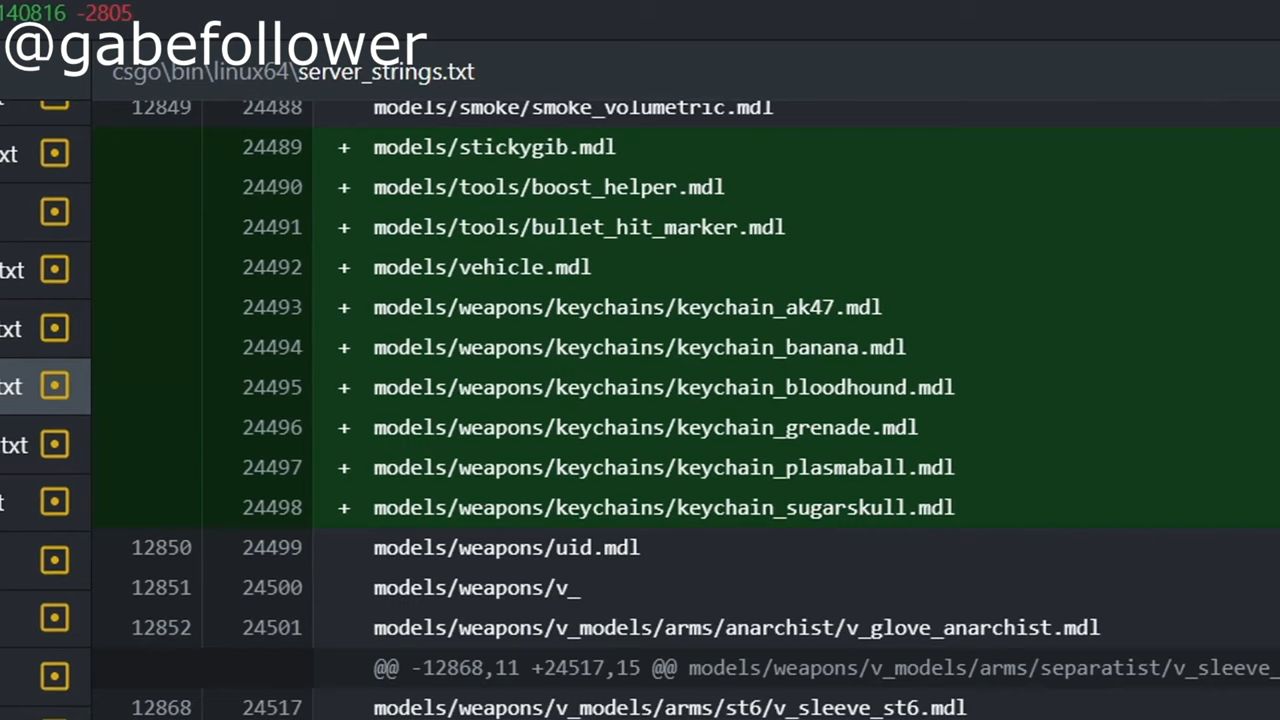 140816 -2805
@gabefollower
csgo\bin\linux64\server_strings.txt
12849 24488 models/smoke/smoke_volumetric.mdl
24489 + models/stickygib.mdl
xt
24490 + models/tools/boost_helper.mdl
24491 + models/tools/bullet_hit_marker.mdl
txt
24492 + models/vehicle.mdl
24493 + models/weapons/keychains/keychain_ak47.mdl
xt
24494 + models/weapons/keychains/keychain_banana.mdl
txt
24495 + models/weapons/keychains/keychain_bloodhound.mdl
24496 + models/weapons/keychains/keychain_grenade.mdl
txt
24497 + models/weapons/keychains/keychain_plasmaball.mdl
24498 + models/weapons/keychains/keychain_sugarskull.mdl
12850 24499 models/weapons/uid.mdl
12851 24500 models/weapons/v_
12852 24501 models/weapons/v_models/arms/anarchist/v_glove_anarchist.mdl
@@ -12868,11 +24517,15 @@ models/weapons/v_models/arms/separatist/v_sleeve_
12868 24517 models/weapons/v_models/arms/st6/v_sleeve_st6.mdl